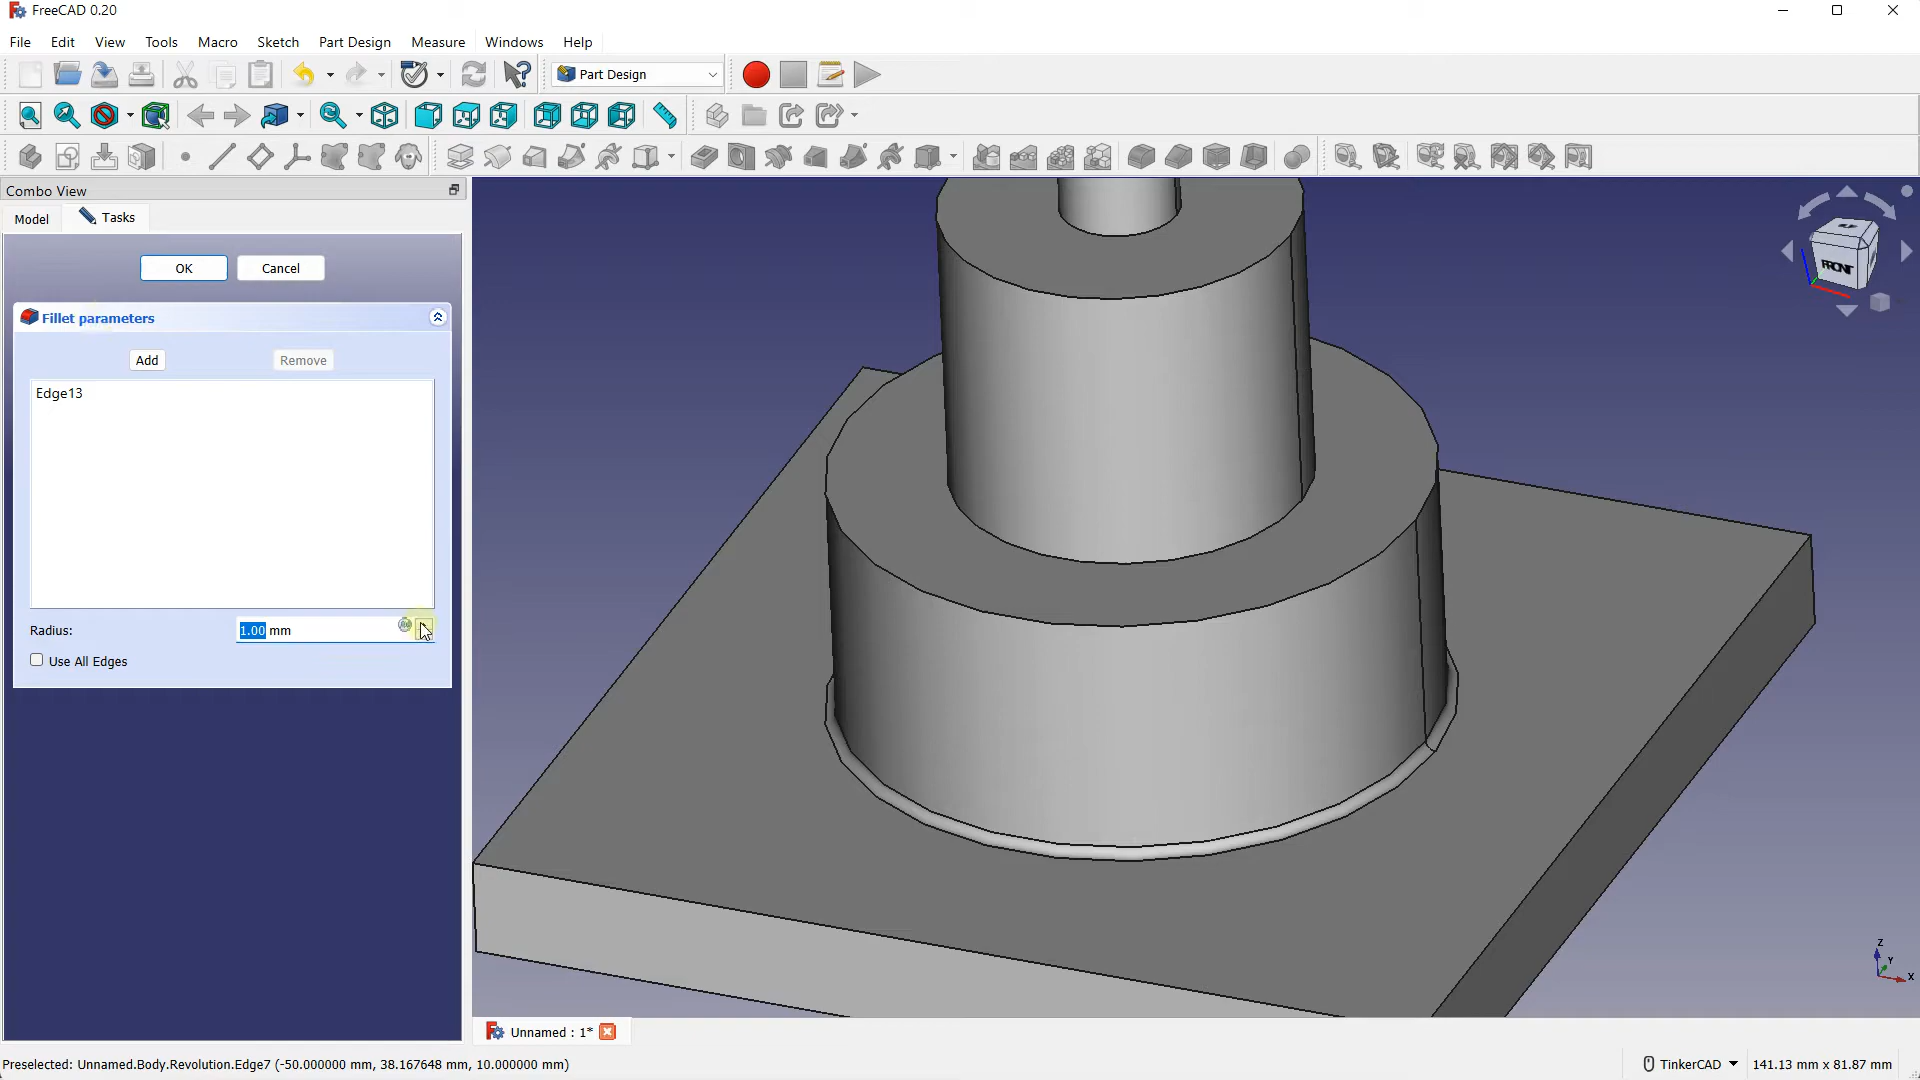 FreeCAD 0.20
File Edit View Tools Macro Sketch Part Design Measure Windows Help
Part Design
Combo View
Model Tasks
OK Cancel
FRONT
Fillet parameters
Add Remove
Edge13
Radius: 1.00 mm
Use All Edges
Z
Y
X
Unnamed : 1*
Preselected: Unnamed.Body.Revolution.Edge7 (-50.000000 mm, 38.167648 mm, 10.000000 mm) TinkerCAD 141.13 mm x 81.87 mm